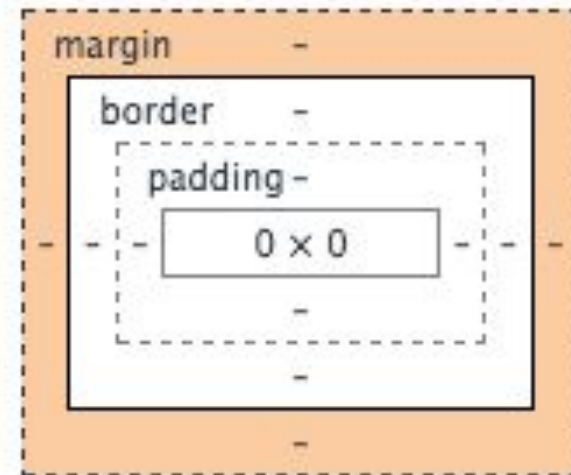 margin -
border -
padding -
- - - 0 × 0 - - -
-
-
-